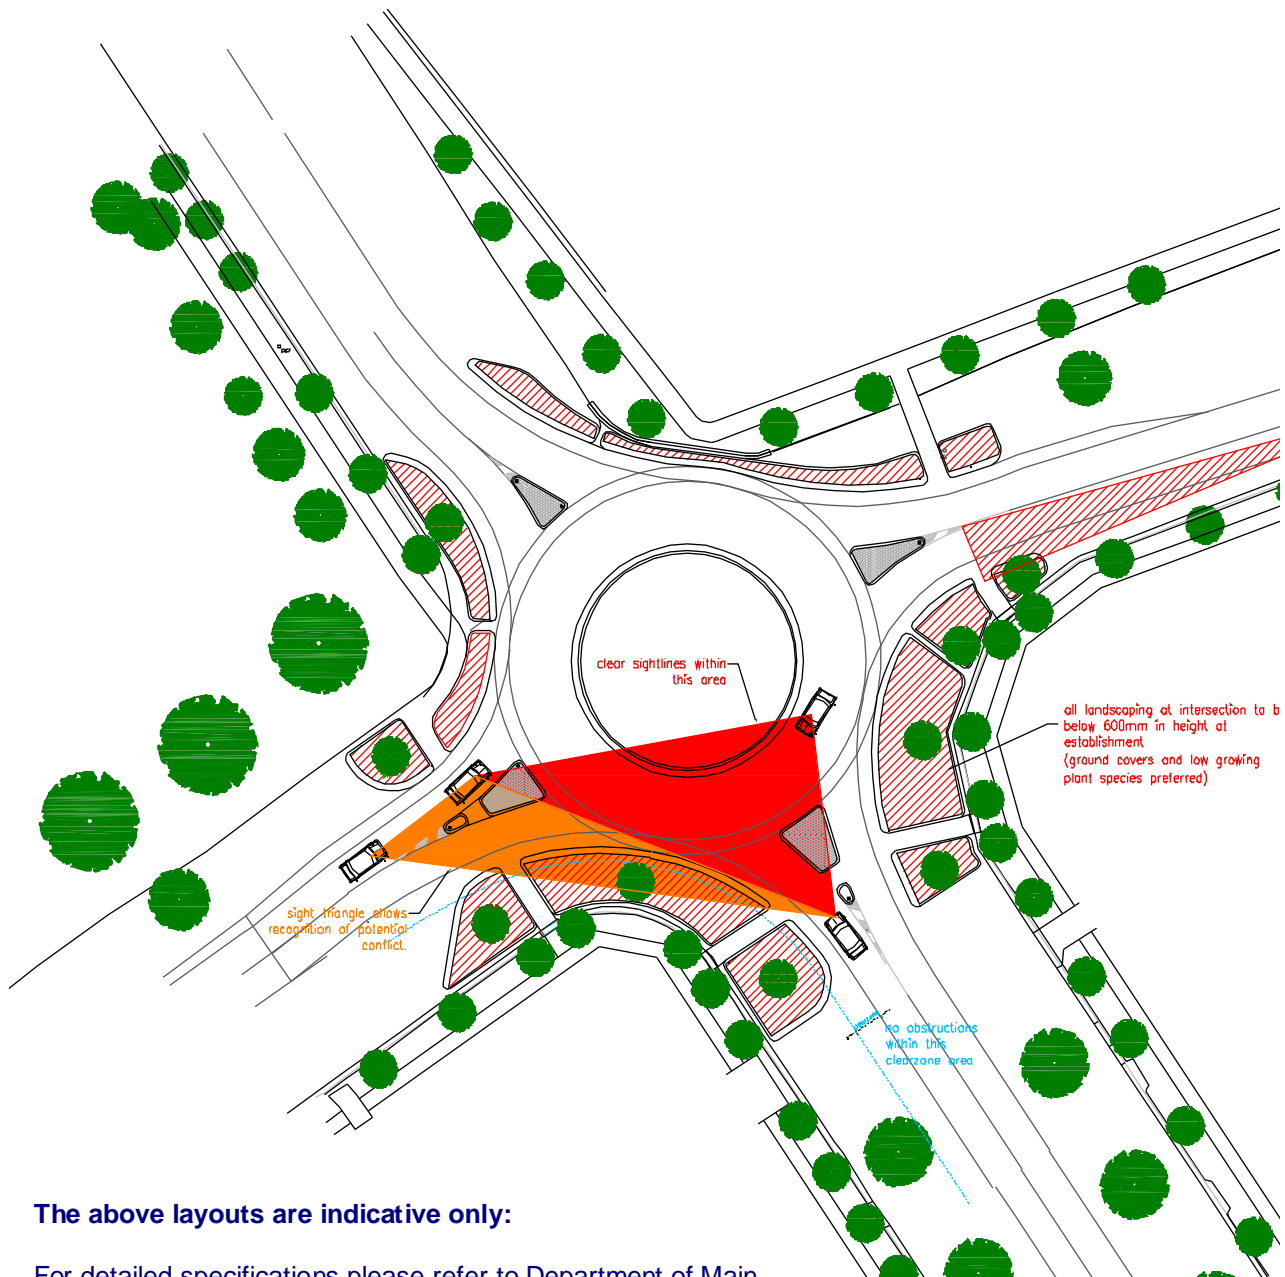 clear sightlines within
this area
all landscaping at intersection to b
below 600mm in height at
establishment
(ground covers and low growing
plant species preferred)
sight triangle shows
recognition of potential
conflict.
no obstructions
within this
clearzone area
The above layouts are indicative only:
For detailed specifications please refer to Department of Main